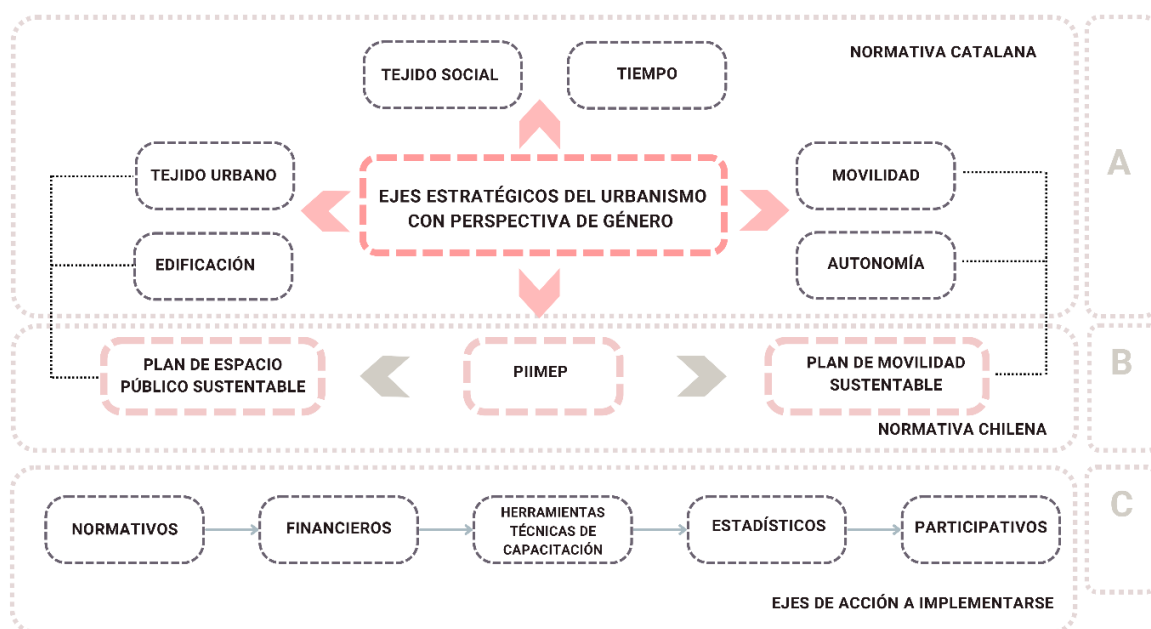 NORMATIVA CATALANA
TEJIDO SOCIAL
TIEMPO
A
TEJIDO URBANO
EJES ESTRATÉGICOS DEL URBANISMO
CON PERSPECTIVA DE GÉNERO
MOVILIDAD
EDIFICACIÓN
AUTONOMÍA
PLAN DE ESPACIO
PÚBLICO SUSTENTABLE
PIIMEP
PLAN DE MOVILIDAD
SUSTENTABLE
B
NORMATIVA CHILENA
NORMATIVOS
FINANCIEROS
HERRAMIENTAS
TÉCNICAS DE
CAPACITACIÓN
ESTADÍSTICOS
PARTICIPATIVOS
C
EJES DE ACCIÓN A IMPLEMENTARSE